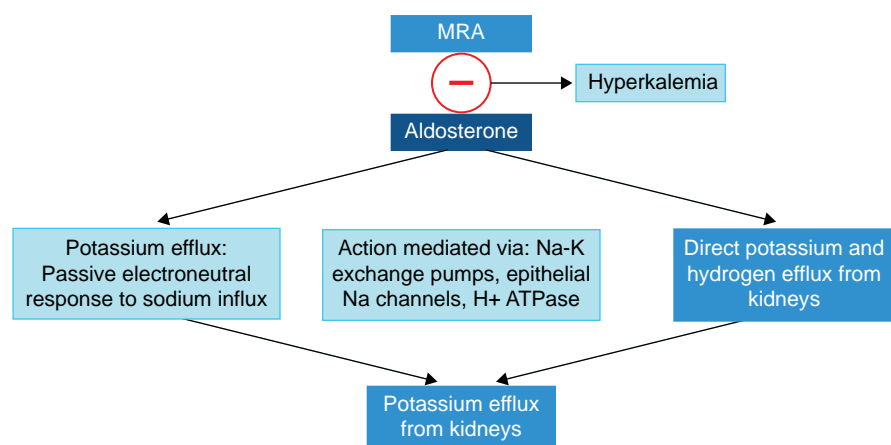 MRA
Hyperkalemia
Aldosterone
Potassium efflux:
Passive electroneutral
response to sodium influx
Action mediated via: Na-K
exchange pumps, epithelial
Na channels, H+ ATPase
Direct potassium and
hydrogen efflux from
kidneys
Potassium efflux
from kidneys